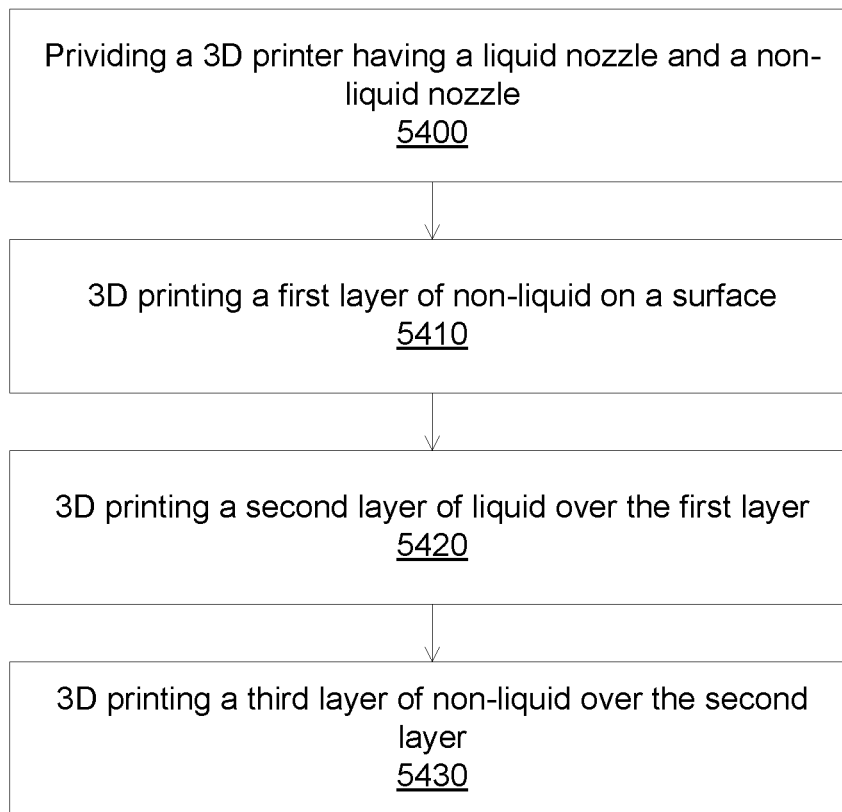 Prividing a 3D printer having a liquid nozzle and a non-
liquid nozzle
5400
3D printing a first layer of non-liquid on a surface
5410
3D printing a second layer of liquid over the first layer
5420
3D printing a third layer of non-liquid over the second
layer
5430